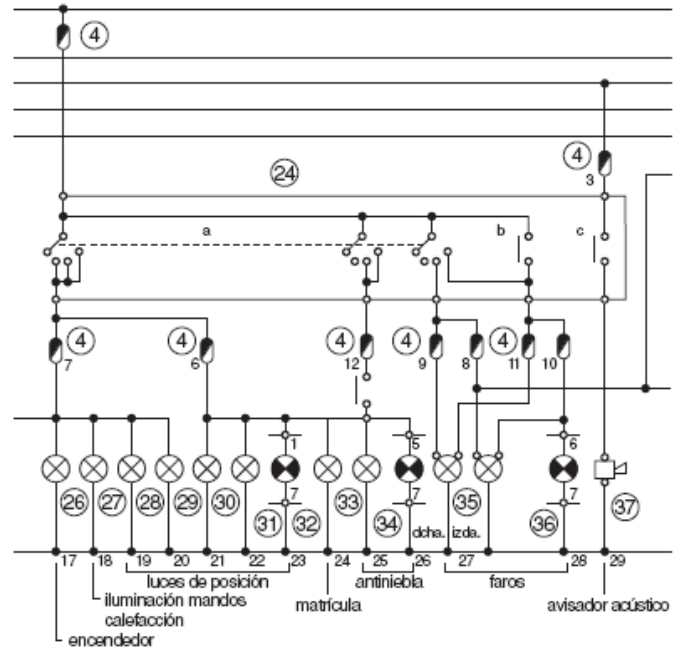 4
4
3
24
a b c
4 4 4 4 4
7 6 12 9 8 11 10
1 5 6
26 27 28 29 30 33 35 37
7 7 7
31 32 34 dcha. izda. 36
17 18 19 20 21 22 23 24 25 26 27 28 29
luces de posición antiniebla faros
iluminación mandos matrícula avisador acústico
calefacción
encendedor